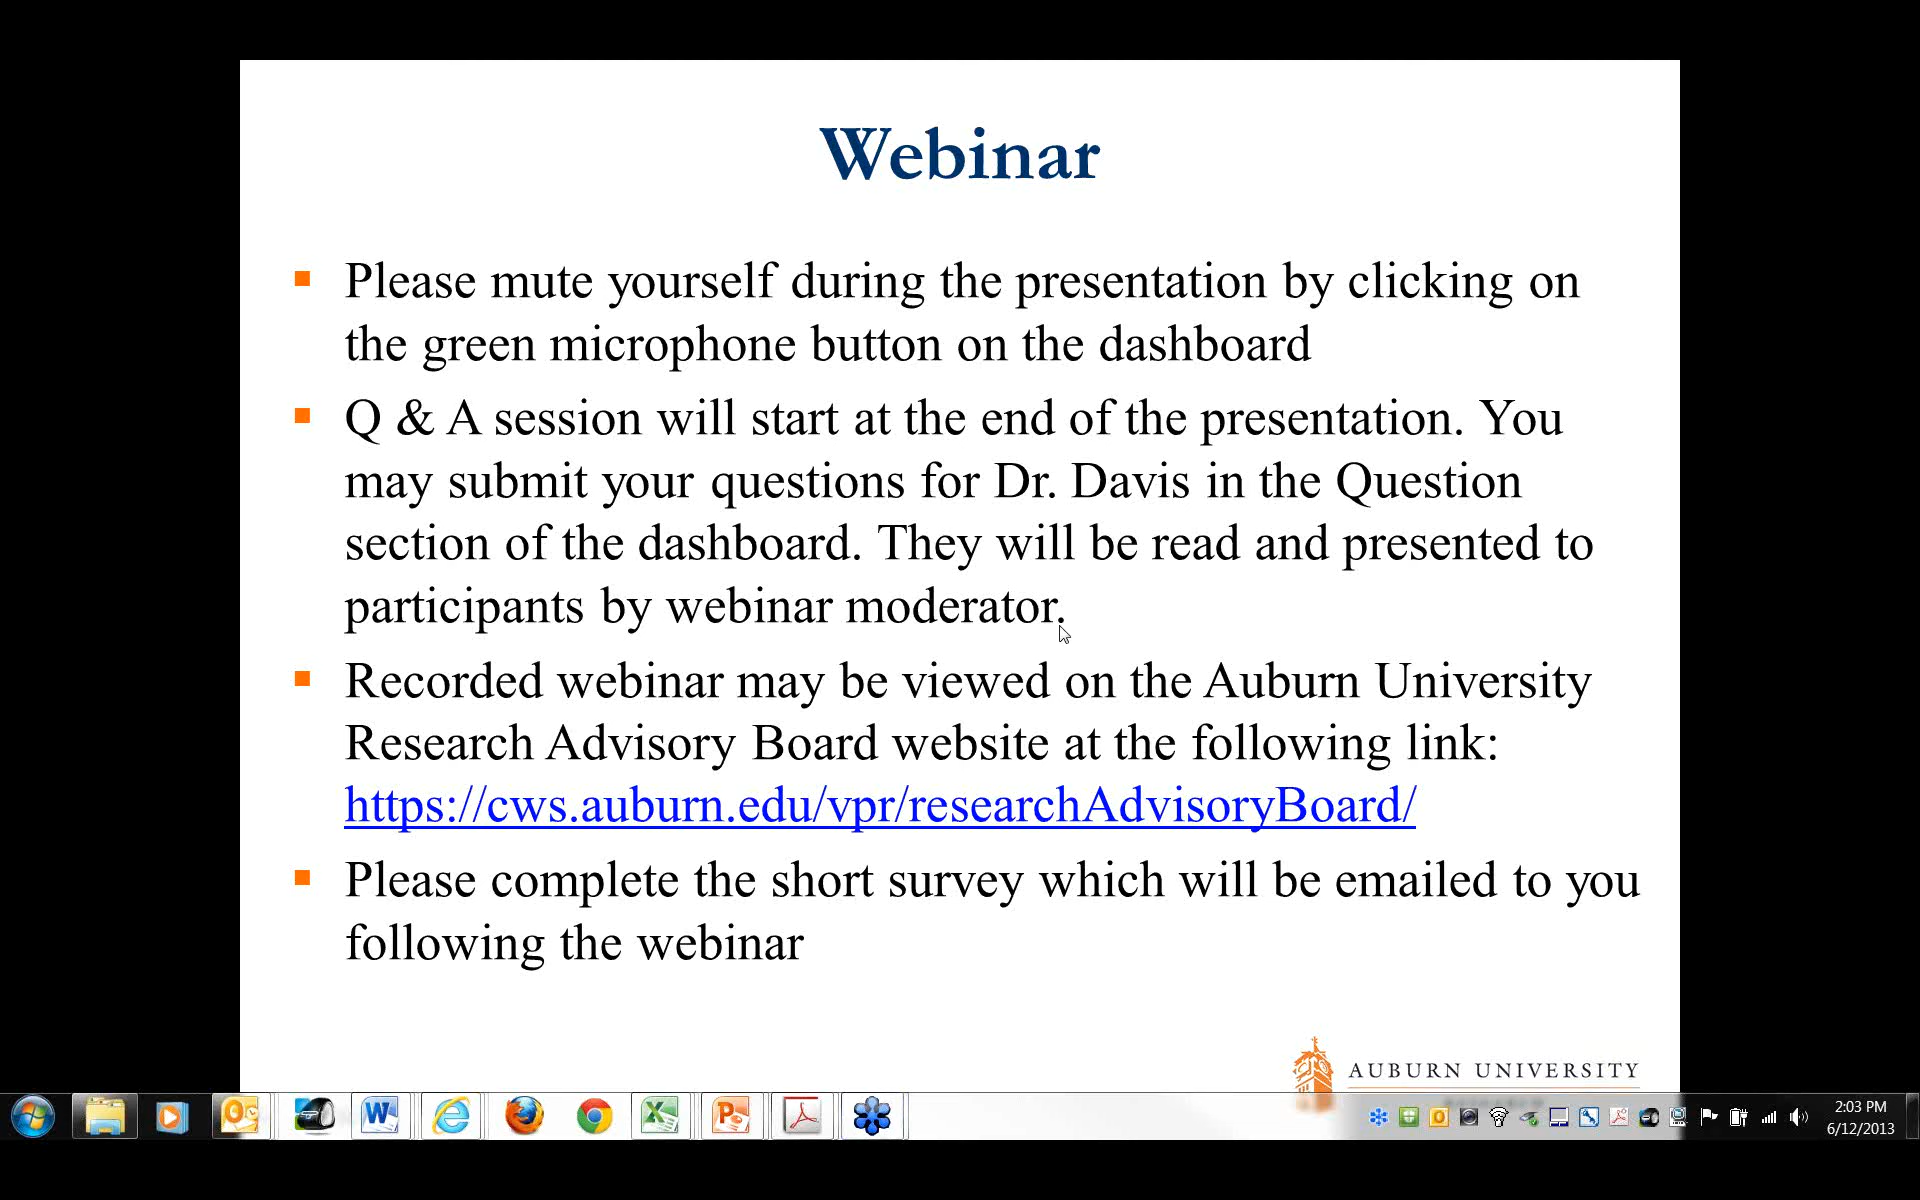 Webinar
Please mute yourself during the presentation by clicking on
the green microphone button on the dashboard
Q & A session will start at the end of the presentation. You
may submit your questions for Dr. Davis in the Question
section of the dashboard. They will be read and presented to
participants by webinar moderator.
Recorded webinar may be viewed on the Auburn University
Research Advisory Board website at the following link:
https://cws.auburn.edu/vpr/researchAdvisoryBoard/
Please complete the short survey which will be emailed to you
following the webinar
AUBURN UNIVERSITY
2:03 PM
6/12/2013